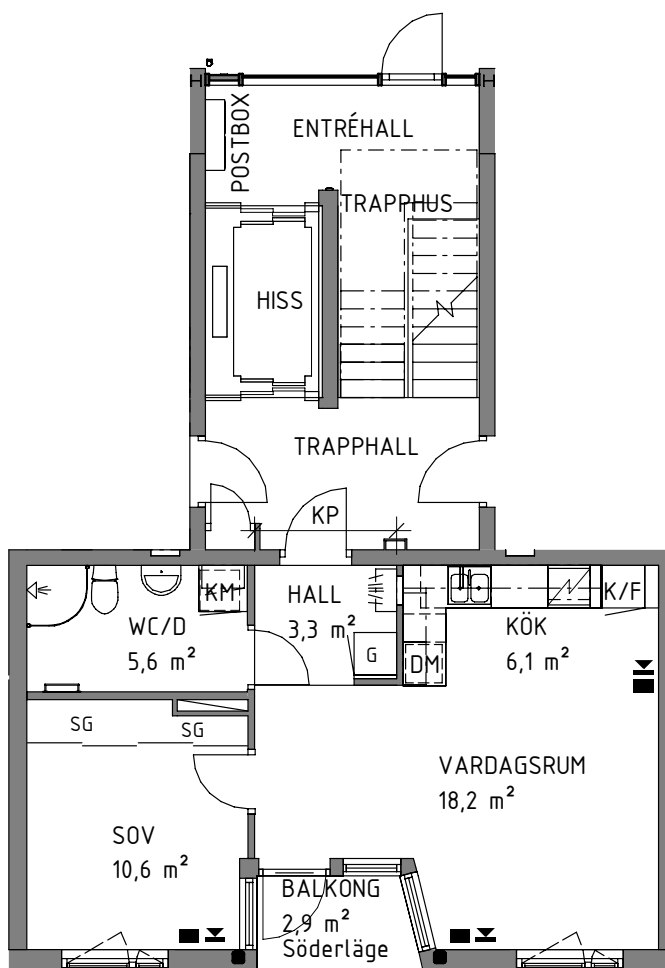 ENTRÉHALL
POSTBOX
TRAPPHUS
HISS
TRAPPHALL
KP
KM
HALL
3,3 m²
K/F
WC/D
5,6 m²
KÖK
6,1 m²
G
DM
SG
SG
VARDAGSRUM
18,2 m²
SOV
10,6 m²
BALKONG
2,9 m²
Söderläge